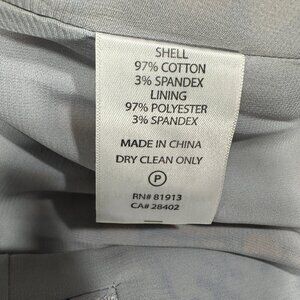 SHELL
97% COTTON
3% SPANDEX
LINING
97% POLYESTER
3% SPANDEX
MADE IN CHINA
DRY CLEAN ONLY
P
RN# 81913
CA# 28402